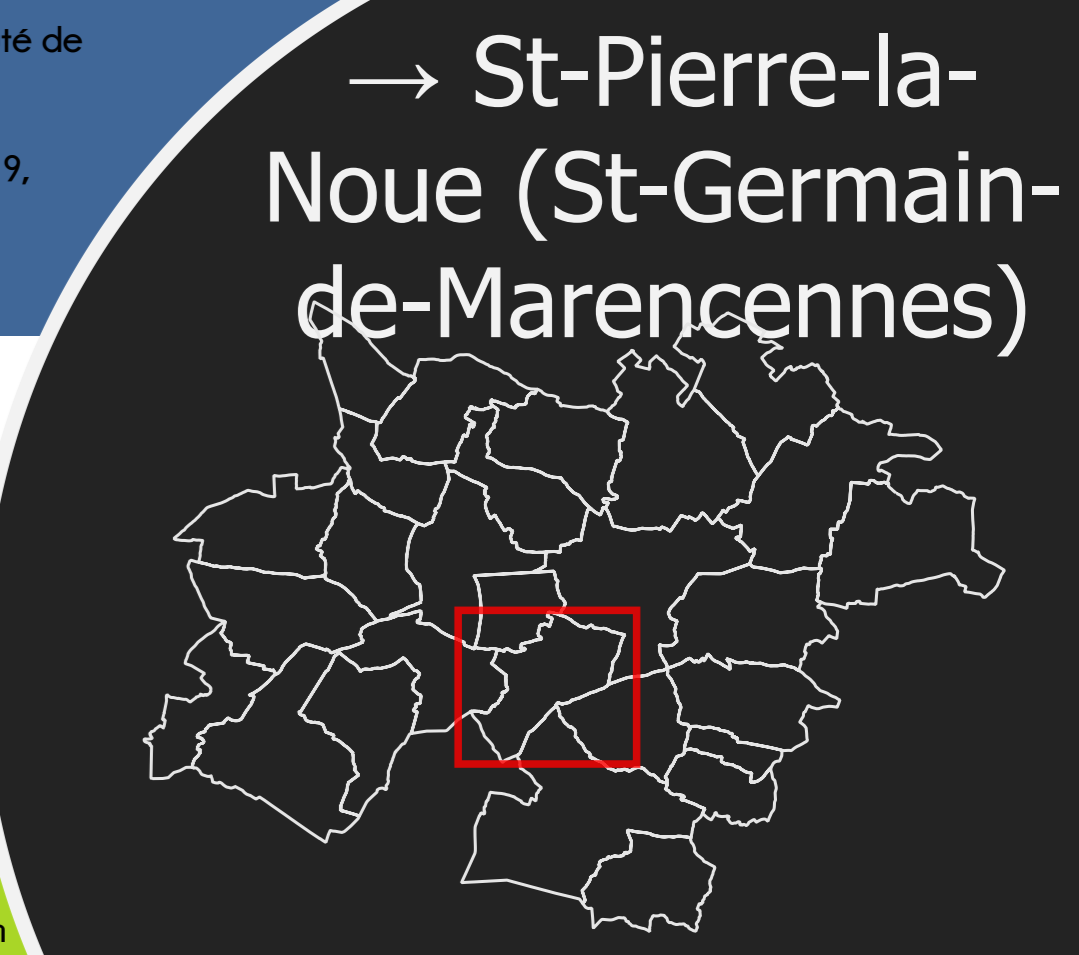 té de
9,
→ St-Pierre-la-
Noue (St-Germain-
de-Marencennes)
n